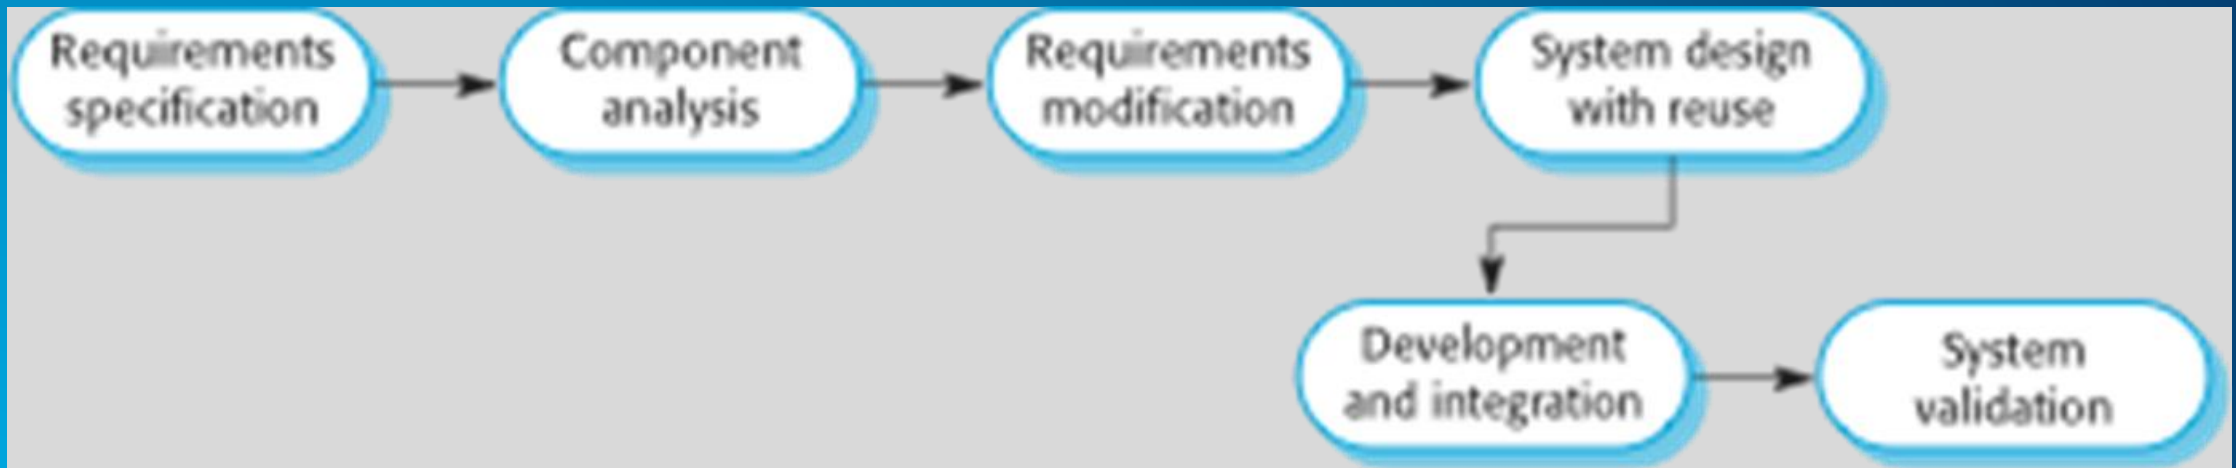 Requirements
specification
Component
analysis
Requirements
modification
System design
with reuse
Development
and integration
System
validation